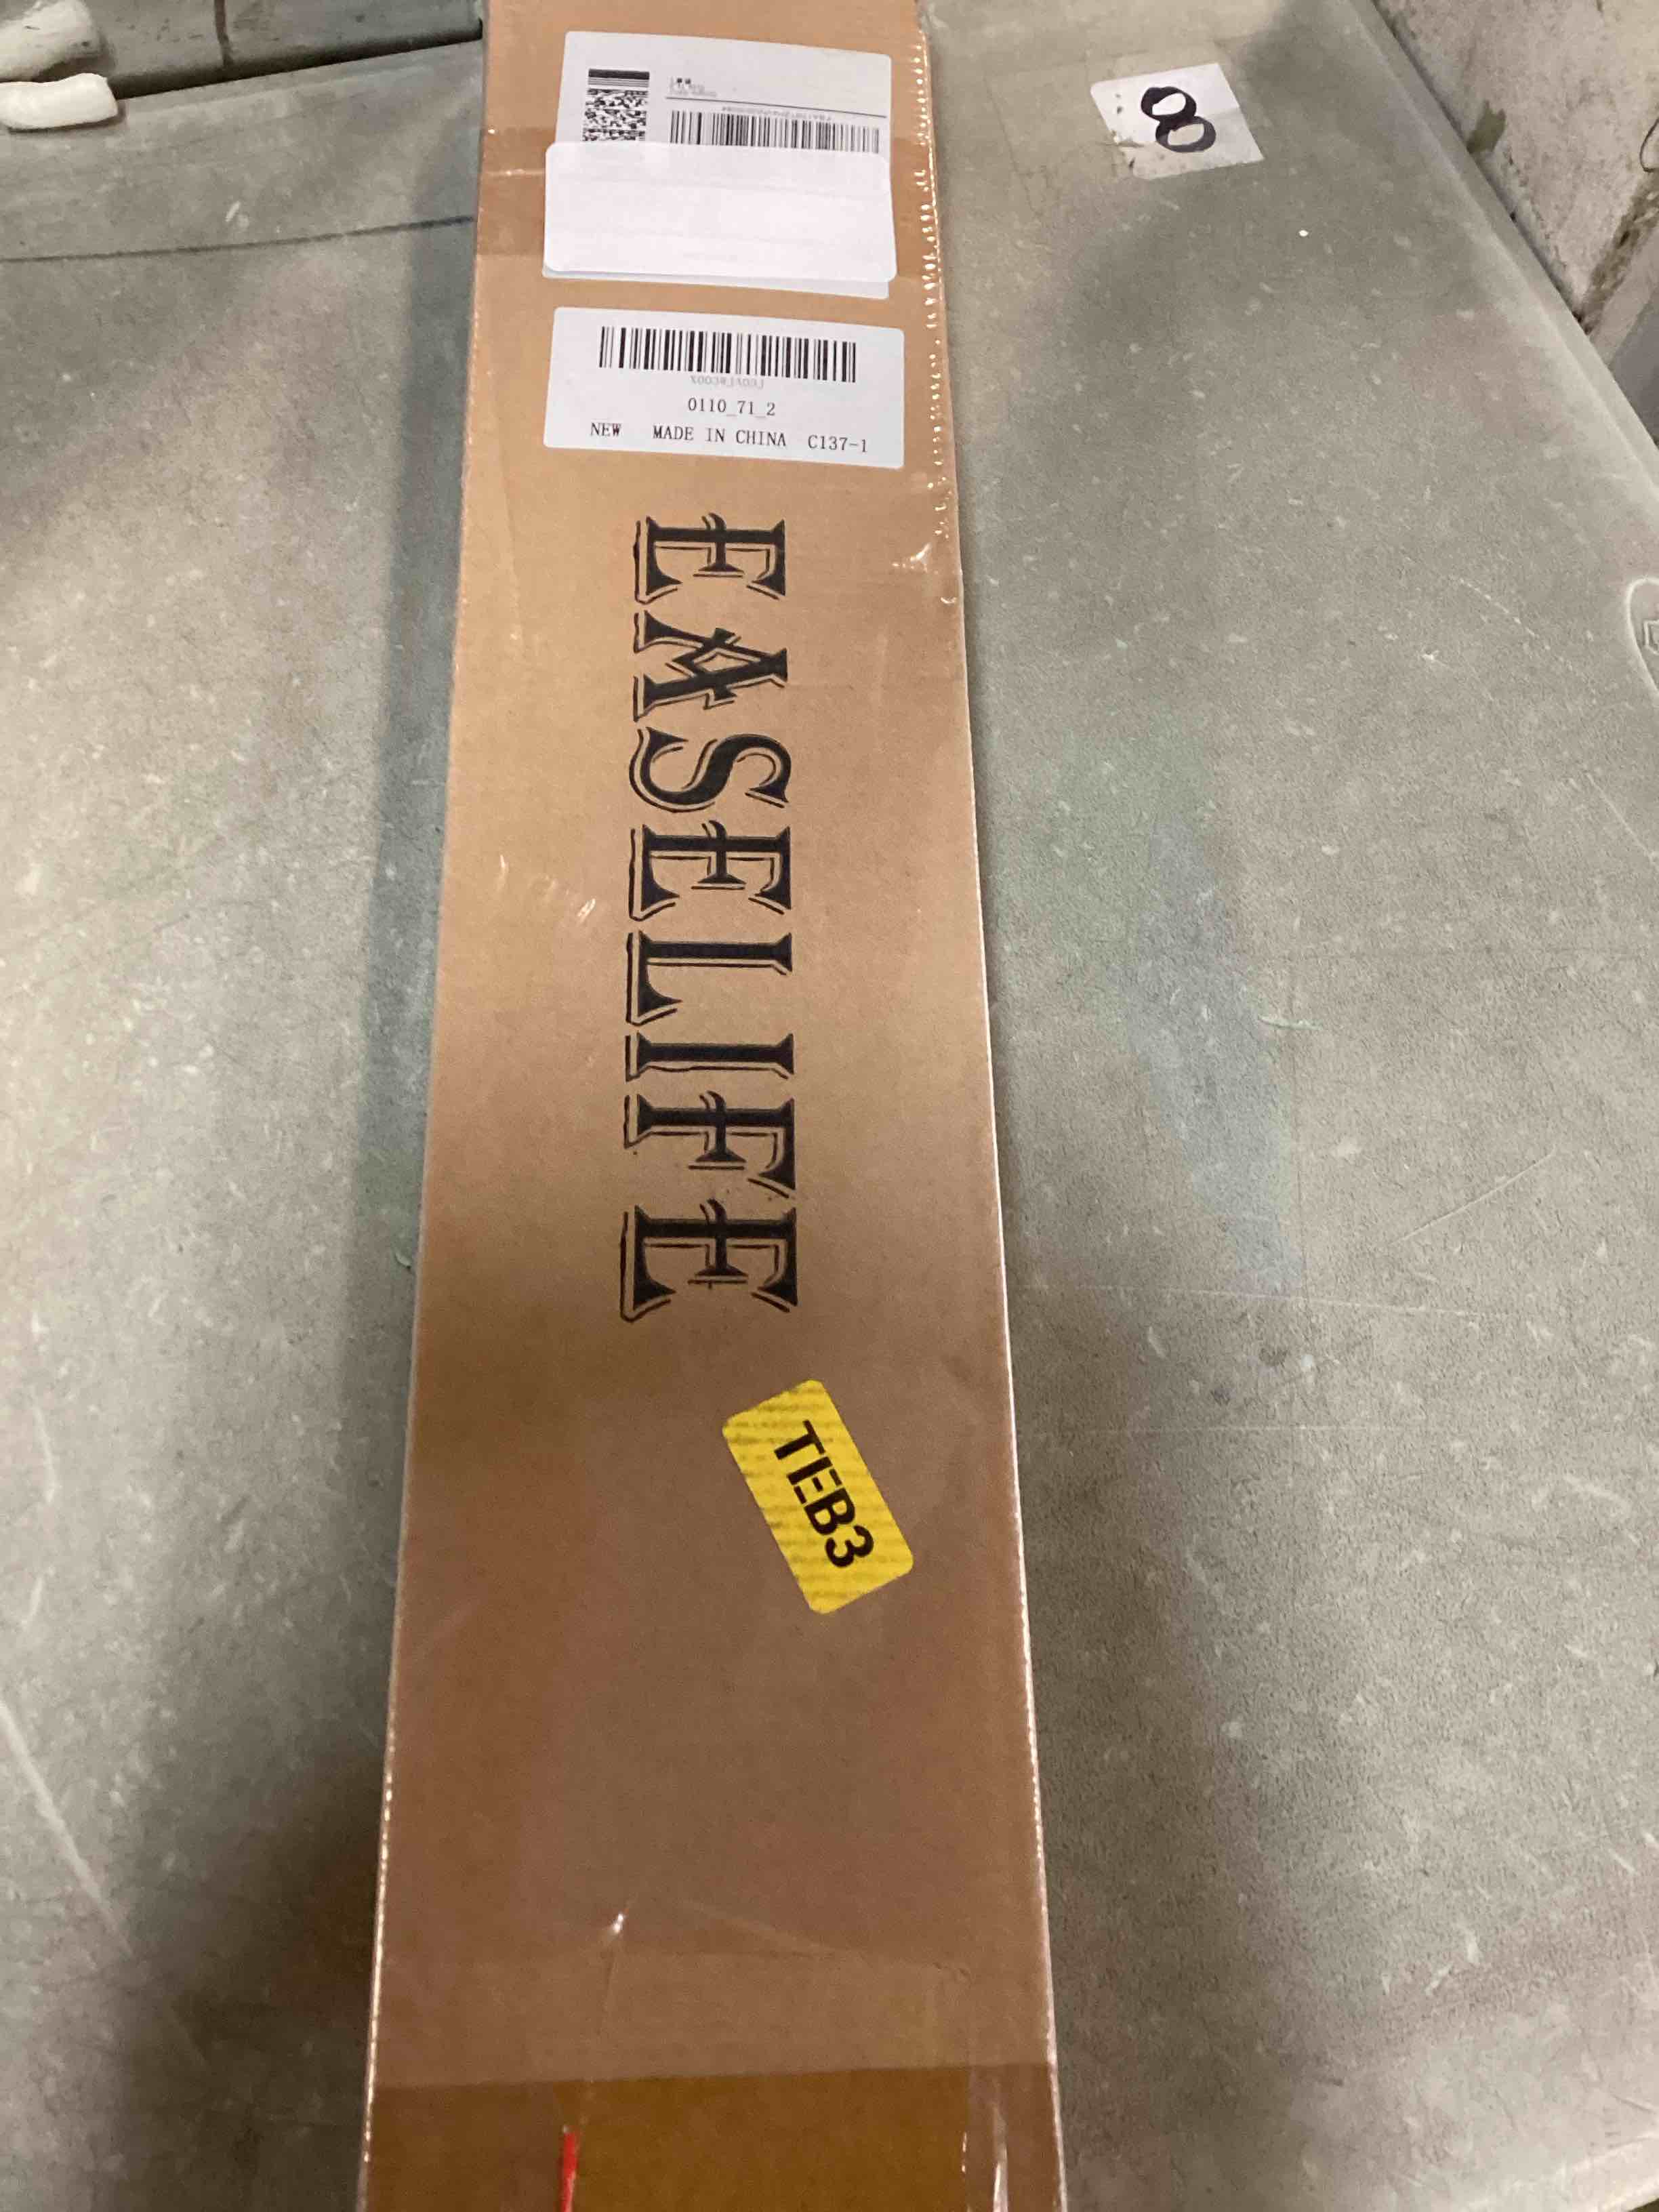 8
0110_71_2
NEW MADE IN CHINA C137-1
EASELIFE
TEB3